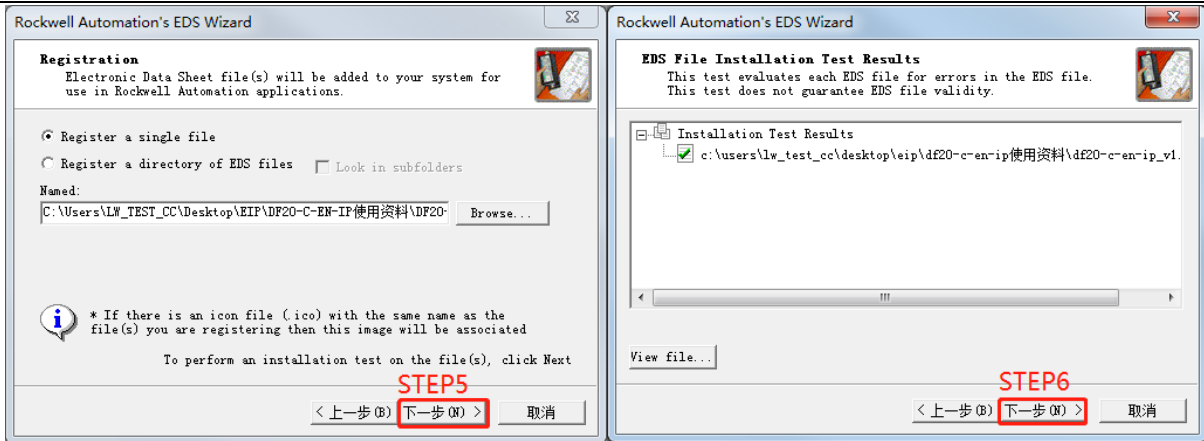 Rockwell Automation's EDS Wizard
Registration
Electronic Data Sheet file(s) will be added to your system for
use in Rockwell Automation applications.
Register a single file
Register a directory of EDS files
Look in subfolders
Named:
C:\Users\LW_TEST_CC\Desktop\EIP\DF20-C-EN-IP使用资料\DF20-
Browse...
* If there is an icon file (.ico) with the same name as the
file(s) you are registering then this image will be associated
To perform an installation test on the file(s), click Next
STEP5
< 上一步(B)
下一步(N) >
取消
Rockwell Automation's EDS Wizard
EDS File Installation Test Results
This test evaluates each EDS file for errors in the EDS file.
This test does not guarantee EDS file validity.
Installation Test Results
c:\users\lw_test_cc\desktop\eip\df20-c-en-ip使用资料\df20-c-en-ip_v1.
View file...
STEP6
< 上一步(B)
下一步(N) >
取消